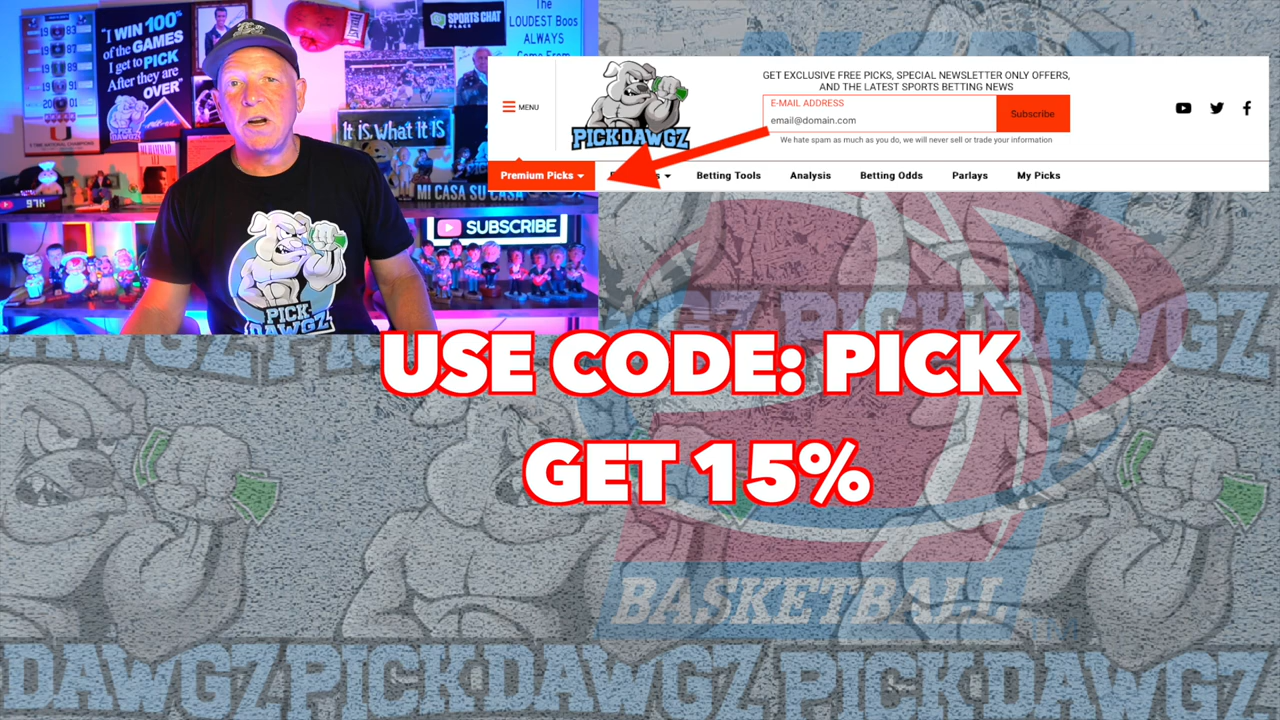 "I WIN 100%
of the GAMES
I get to PICK
After they are
OVER"
SPORTS CHAT
PLACE
The
LOUDEST Boos
ALWAYS
Come From
It is What it IS
MI CASA SU CASA
97K
SUBSCRIBE
PICK
DAWGZ
MENU
PICKDAWGZ
GET EXCLUSIVE FREE PICKS, SPECIAL NEWSLETTER ONLY OFFERS,
AND THE LATEST SPORTS BETTING NEWS
E-MAIL ADDRESS
email@domain.com
Subscribe
We hate spam as much as you do, we will never sell or trade your information
Premium Picks
Betting Tools
Analysis
Betting Odds
Parlays
My Picks
PICKDAWGZ
USE CODE: PICK
GET 15%
BASKETBALL
DAWGZ PICKDAWGZ PICKDAWGZ